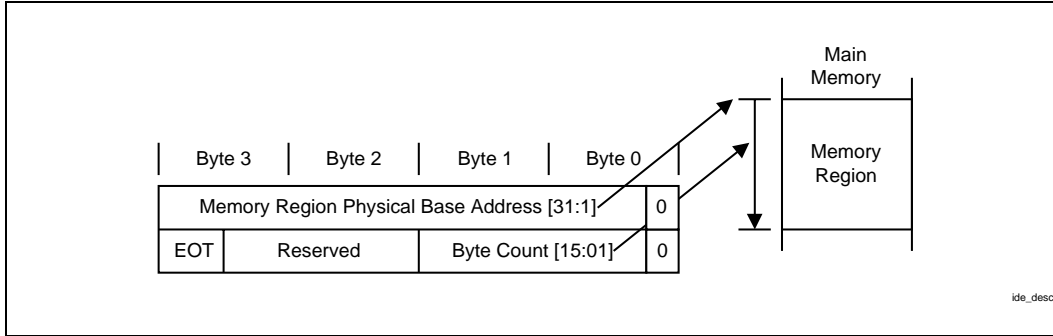 Main
Memory
Byte 3 Byte 2 Byte 1 Byte 0
Memory
Region
Memory Region Physical Base Address [31:1] 0
EOT Reserved Byte Count [15:01] 0
ide_desc